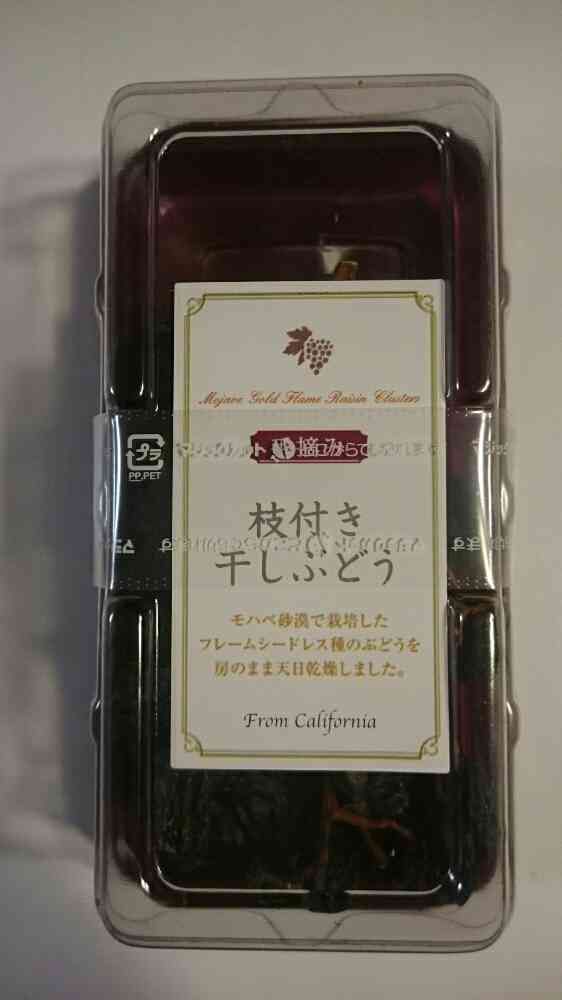 Mojave Gold Flame Raisin Clusters
摘み
枝付き
干しぶどう
モハベ砂漠で栽培した
フレームシードレス種のぶどうを
房のまま天日乾燥しました。
From California
プラ
PP,PET